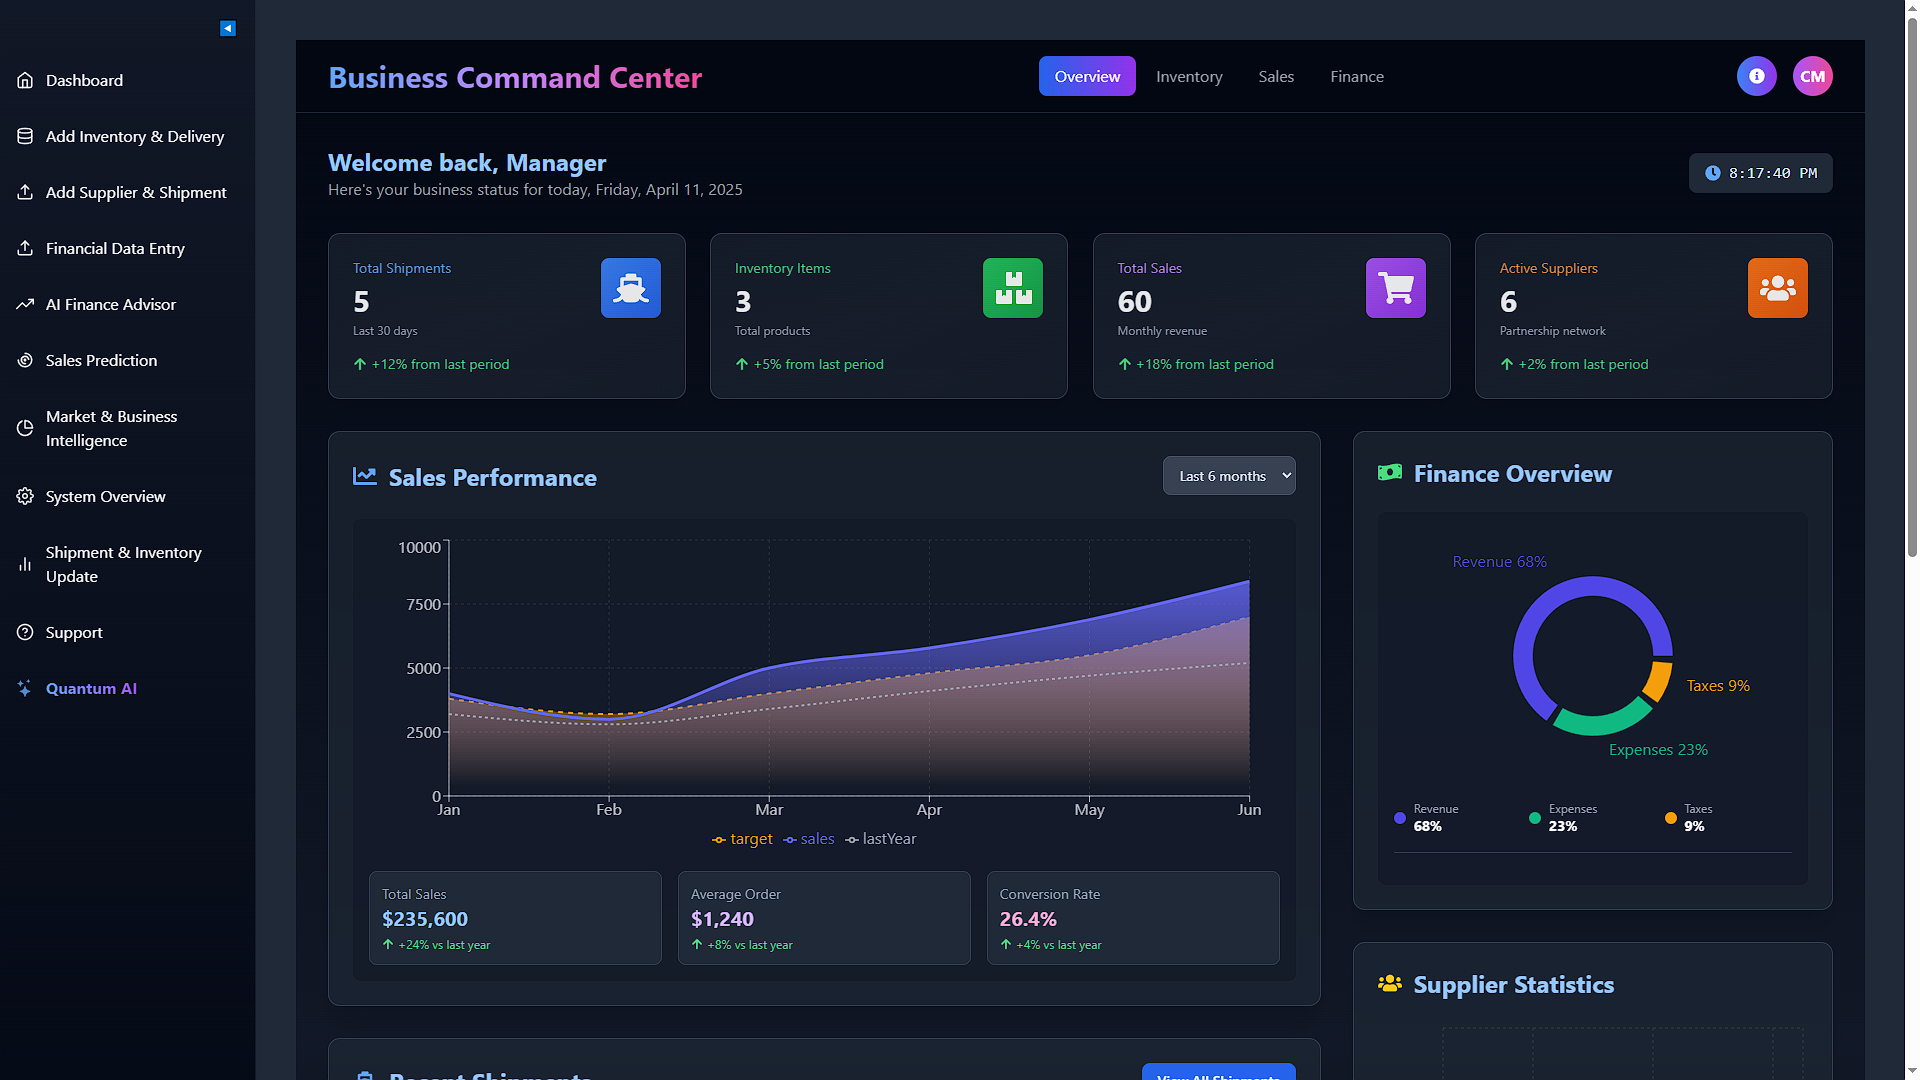 Dashboard
Add Inventory & Delivery
Add Supplier & Shipment
Financial Data Entry
AI Finance Advisor
Sales Prediction
Market & Business
Intelligence
System Overview
Shipment & Inventory
Update
Support
Quantum AI
Business Command Center
Overview
Inventory
Sales
Finance
CM
Welcome back, Manager
Here's your business status for today, Friday, April 11, 2025
8:17:40 PM
Total Shipments
5
Last 30 days
+12% from last period
Inventory Items
3
Total products
+5% from last period
Total Sales
60
Monthly revenue
+18% from last period
Active Suppliers
6
Partnership network
+2% from last period
Sales Performance
Last 6 months
10000
7500
5000
2500
0
Jan
Feb
Mar
Apr
May
Jun
target
sales
lastYear
Total Sales
$235,600
+24% vs last year
Average Order
$1,240
+8% vs last year
Conversion Rate
26.4%
+4% vs last year
Finance Overview
Revenue 68%
Taxes 9%
Expenses 23%
Revenue
68%
Expenses
23%
Taxes
9%
Supplier Statistics
Recent Shipments
View All Shipments